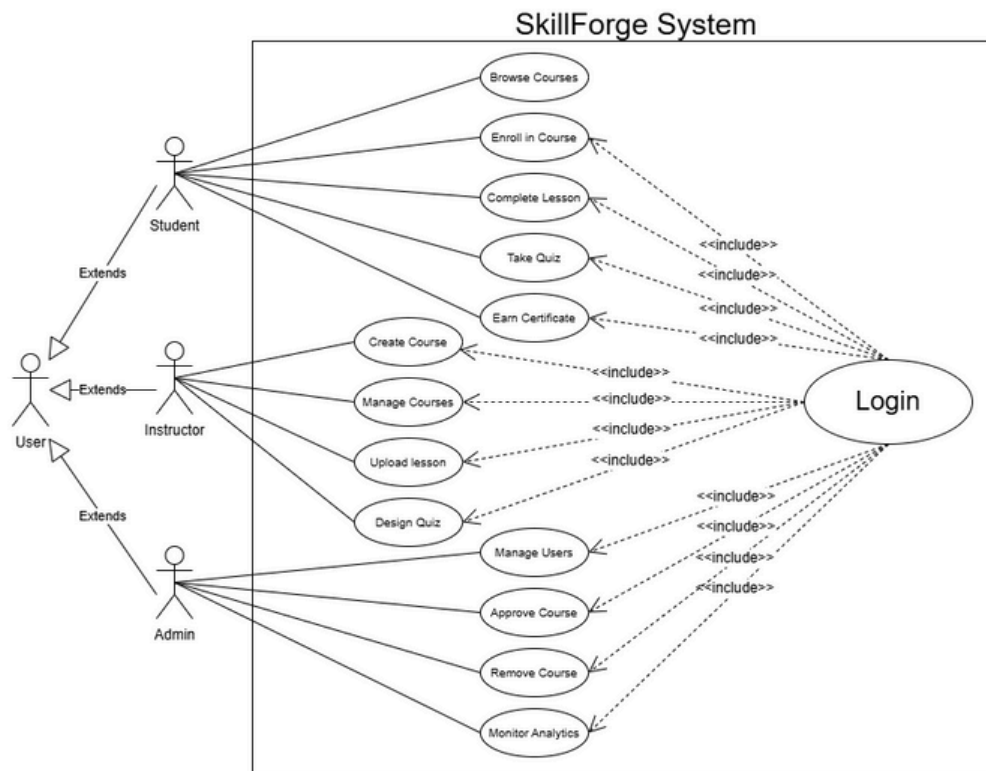 SkillForge System
Browse Courses
Enroll in Course
Student
Complete Lesson
<<include>>
Take Quiz
<<include>>
Extends
<<include>>
Earn Certificate
<<include>>
Create Course
<<include>>
Extends
Manage Courses
<<include>>
Login
User
Instructor
<<include>>
Upload lesson
<<include>>
Extends
Design Quiz
<<include>>
Manage Users
<<include>>
<<include>>
Approve Course
<<include>>
Admin
Remove Course
Monitor Analytics